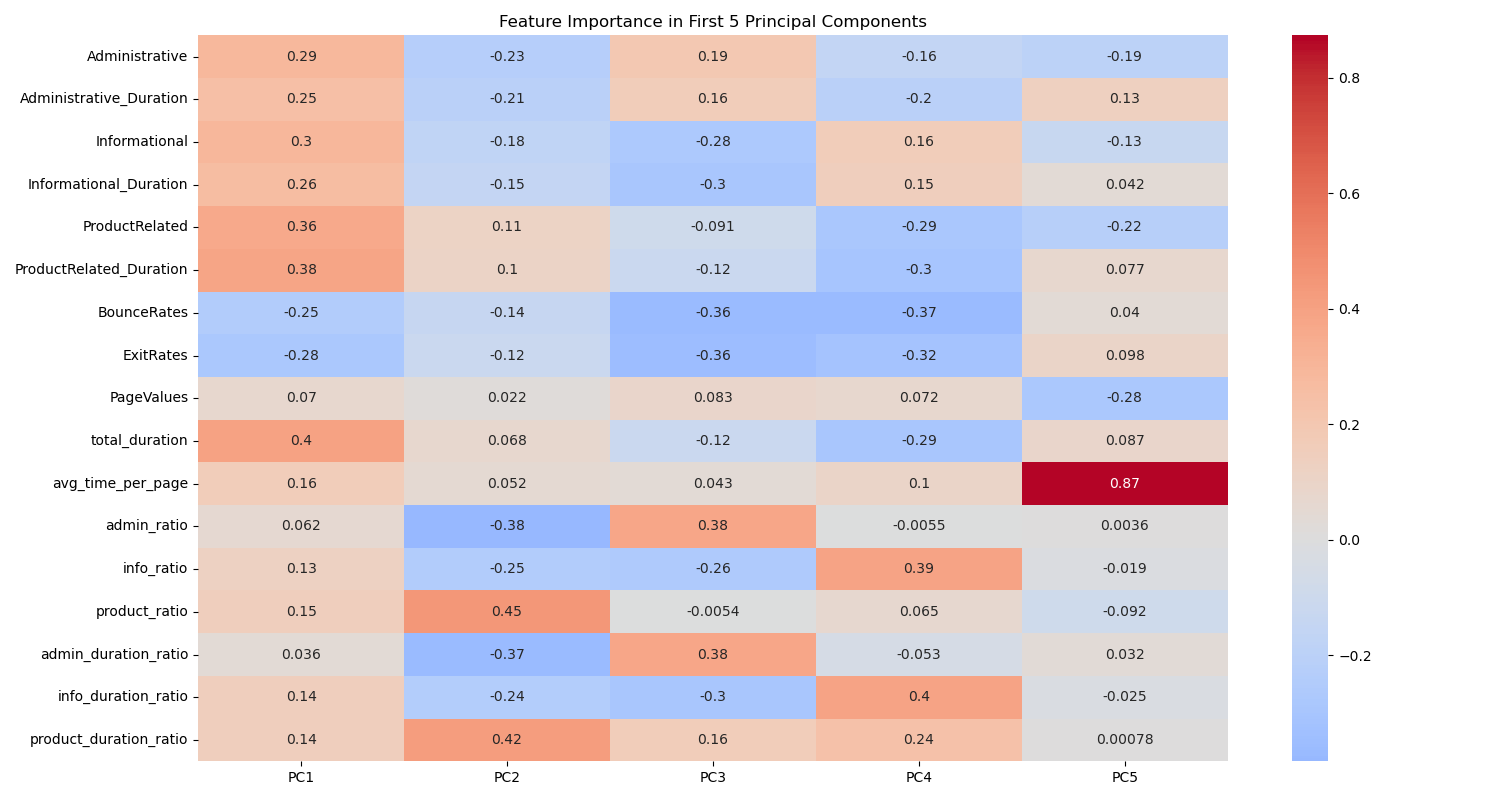 Feature Importance in First 5 Principal Components
Administrative 0.29 -0.23 0.19 -0.16 -0.19
Administrative_Duration 0.25 -0.21 0.16 -0.2 0.13
Informational 0.3 -0.18 -0.28 0.16 -0.13
Informational_Duration 0.26 -0.15 -0.3 0.15 0.042
ProductRelated 0.36 0.11 -0.091 -0.29 -0.22
ProductRelated_Duration 0.38 0.1 -0.12 -0.3 0.077
BounceRates -0.25 -0.14 -0.36 -0.37 0.04
ExitRates -0.28 -0.12 -0.36 -0.32 0.098
PageValues 0.07 0.022 0.083 0.072 -0.28
total_duration 0.4 0.068 -0.12 -0.29 0.087
avg_time_per_page 0.16 0.052 0.043 0.1 0.87
admin_ratio 0.062 -0.38 0.38 -0.0055 0.0036
info_ratio 0.13 -0.25 -0.26 0.39 -0.019
product_ratio 0.15 0.45 -0.0054 0.065 -0.092
admin_duration_ratio 0.036 -0.37 0.38 -0.053 0.032
info_duration_ratio 0.14 -0.24 -0.3 0.4 -0.025
product_duration_ratio 0.14 0.42 0.16 0.24 0.00078
PC1 PC2 PC3 PC4 PC5
0.8
0.6
0.4
0.2
0.0
−0.2